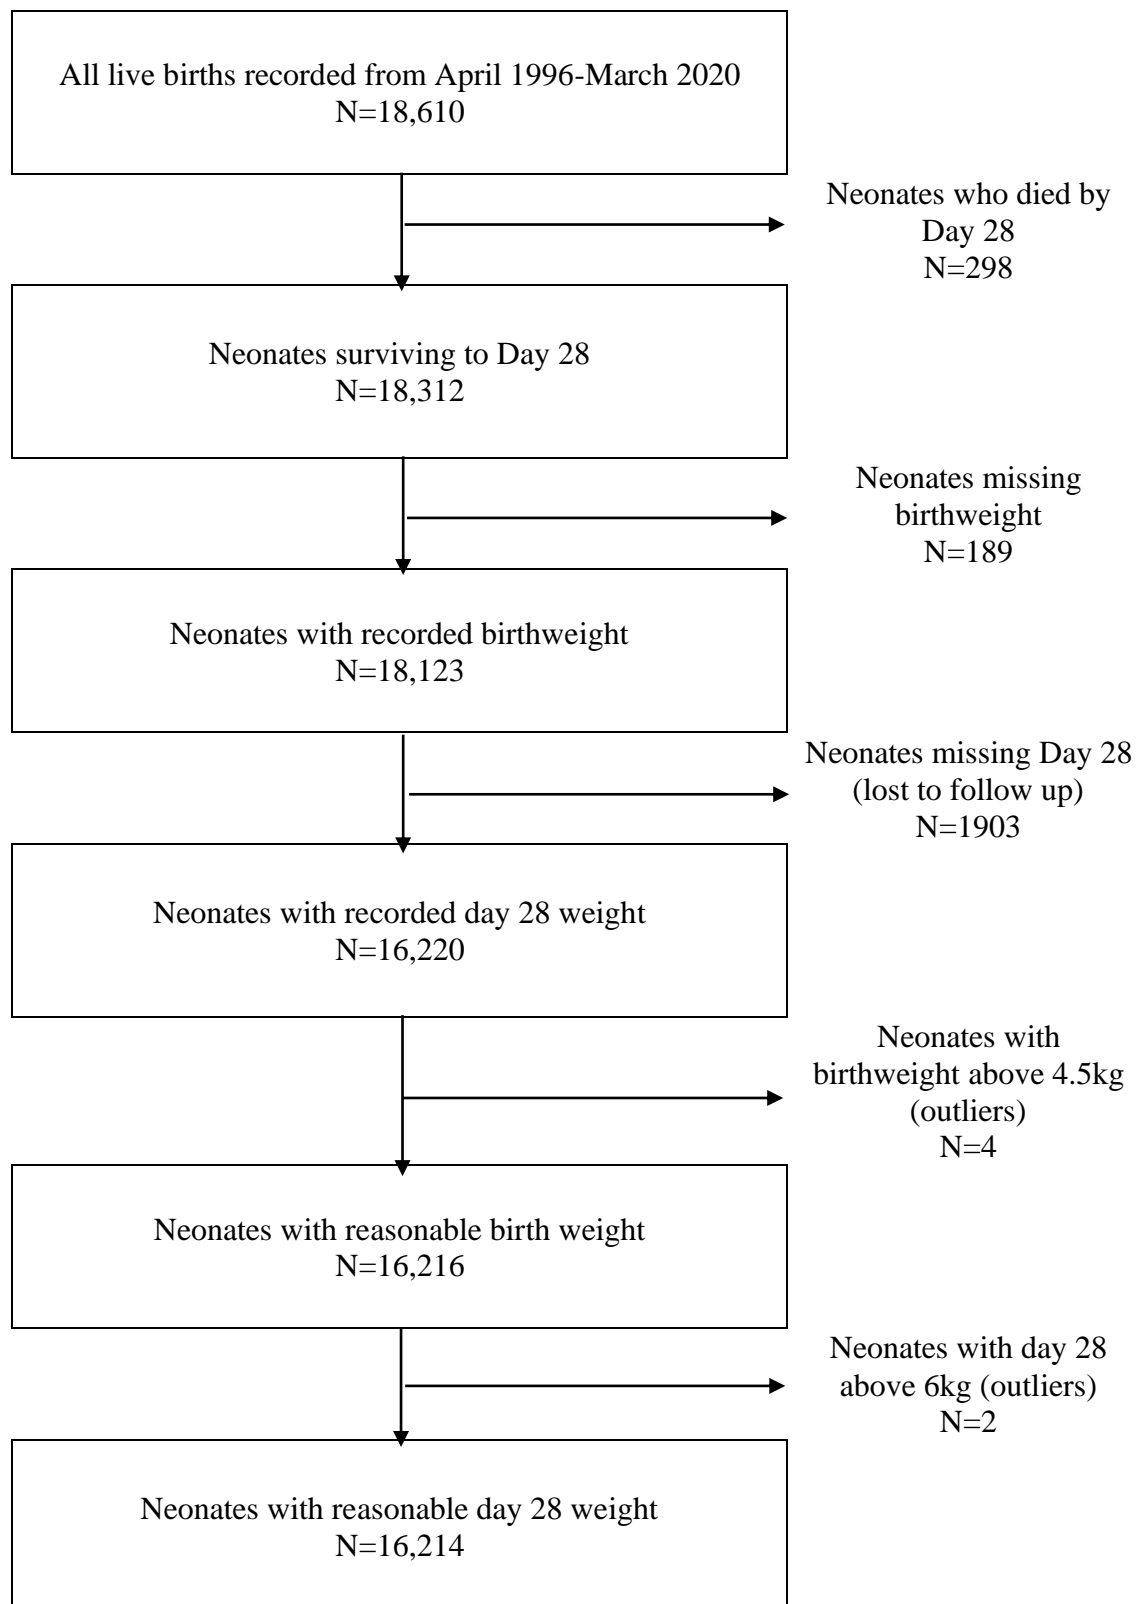 All live births recorded from April 1996-March 2020
N=18,610
Neonates who died by
Day 28
N=298
Neonates surviving to Day 28
N=18,312
Neonates missing
birthweight
N=189
Neonates with recorded birthweight
N=18,123
Neonates missing Day 28
(lost to follow up)
N=1903
Neonates with recorded day 28 weight
N=16,220
Neonates with
birthweight above 4.5kg
(outliers)
N=4
Neonates with reasonable birth weight
N=16,216
Neonates with day 28
above 6kg (outliers)
N=2
Neonates with reasonable day 28 weight
N=16,214